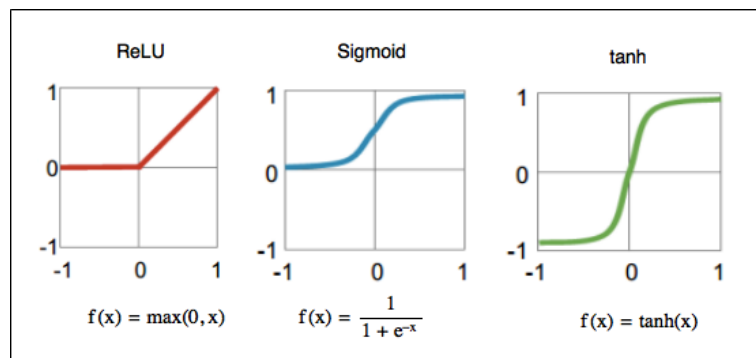 ReLU
1
0
-1
-1 0 1
f(x) = max(0, x)
Sigmoid
1
0
-1
-1 0 1
f(x) = 1 / (1 + e^-x)
tanh
1
0
-1
-1 0 1
f(x) = tanh(x)